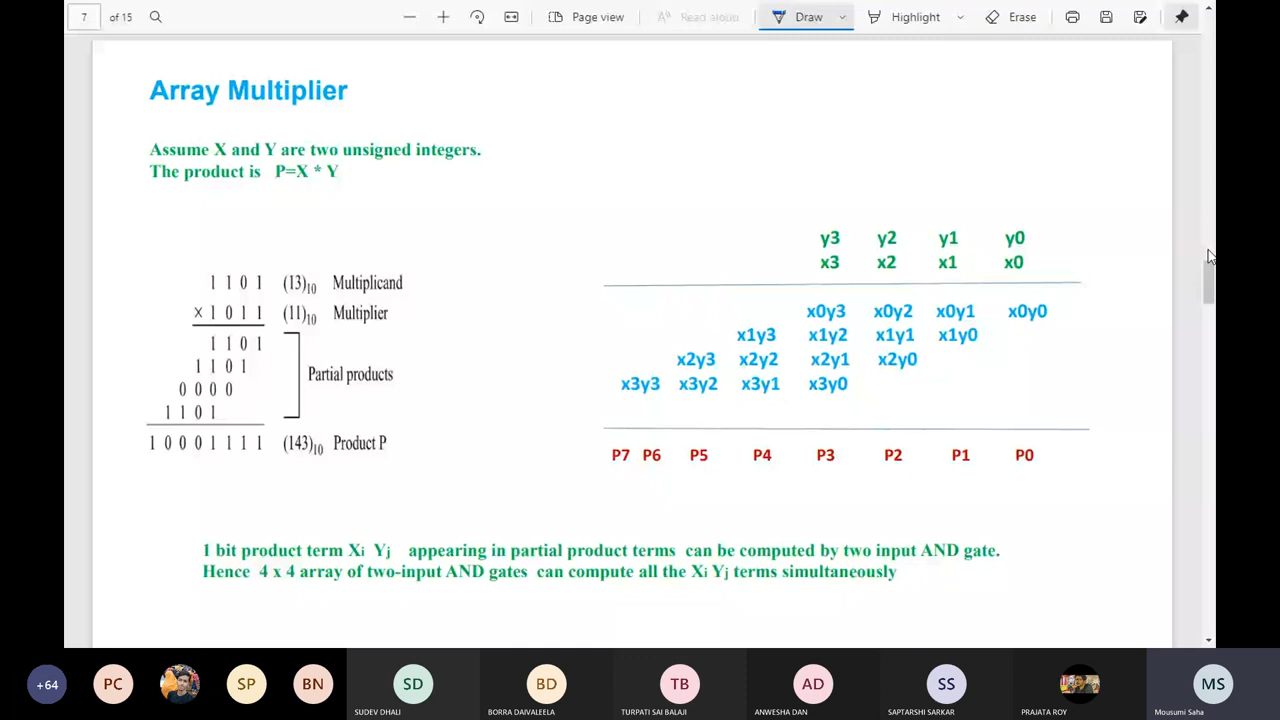 7 of 15 Page view Read aloud Draw Highlight Erase
Array Multiplier
Assume X and Y are two unsigned integers.
The product is P=X * Y
y3 y2 y1 y0
x3 x2 x1 x0
1 1 0 1 (13)10 Multiplicand
× 1 0 1 1 (11)10 Multiplier
1 1 0 1
1 1 0 1
0 0 0 0
1 1 0 1
Partial products
1 0 0 0 1 1 1 1 (143)10 Product P
x0y3 x0y2 x0y1 x0y0
x1y3 x1y2 x1y1 x1y0
x2y3 x2y2 x2y1 x2y0
x3y3 x3y2 x3y1 x3y0
P7 P6 P5 P4 P3 P2 P1 P0
1 bit product term Xi Yj appearing in partial product terms can be computed by two input AND gate.
Hence 4 x 4 array of two-input AND gates can compute all the Xi Yj terms simultaneously
+64 PC SP BN SD BD TB AD SS MS
SUDEV DHALI BORRA DAIVALEELA TURPATI SAI BALAJI ANWESHA DAN SAPTARSHI SARKAR PRAJATA ROY Mousumi Saha